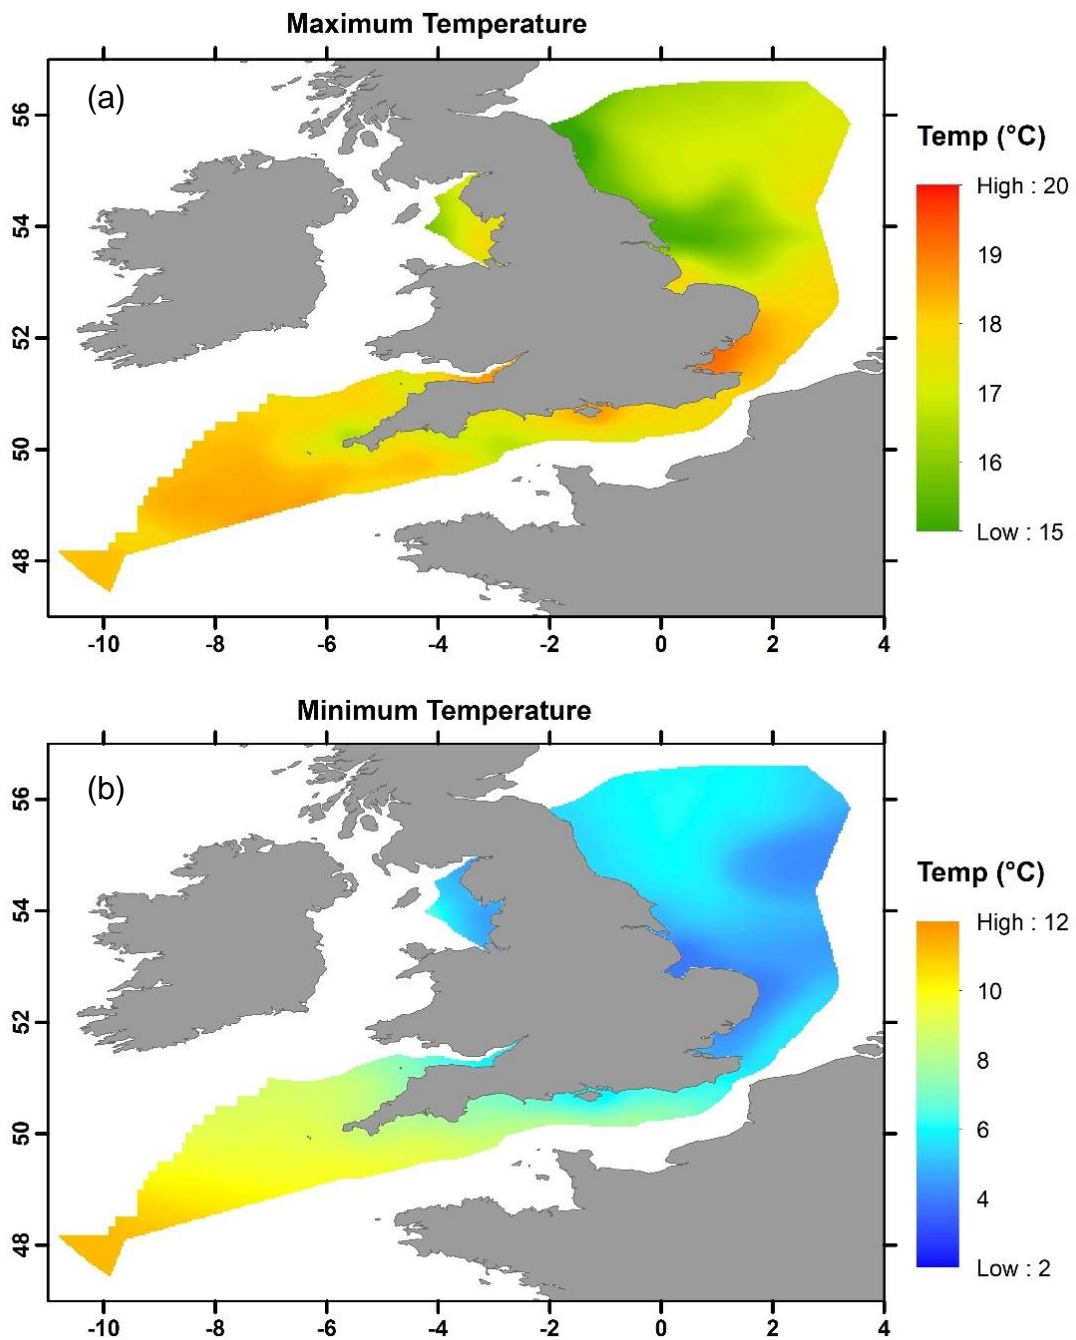 Maximum Temperature
(a)
56
54
52
50
48
-10 -8 -6 -4 -2 0 2 4
Temp (°C)
High : 20
19
18
17
16
Low : 15
Minimum Temperature
(b)
56
54
52
50
48
-10 -8 -6 -4 -2 0 2 4
Temp (°C)
High : 12
10
8
6
4
Low : 2